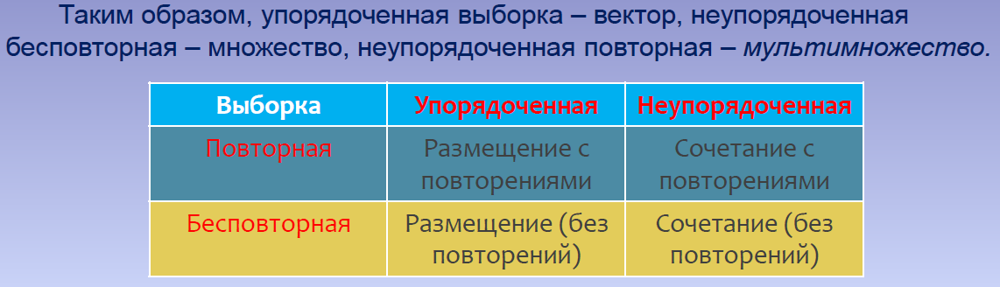 Таким образом, упорядоченная выборка – вектор, неупорядоченная
бесповторная – множество, неупорядоченная повторная – мультимножество.
Выборка Упорядоченная Неупорядоченная
Повторная Размещение с Сочетание с
повторениями повторениями
Бесповторная Размещение (без Сочетание (без
повторений) повторений)